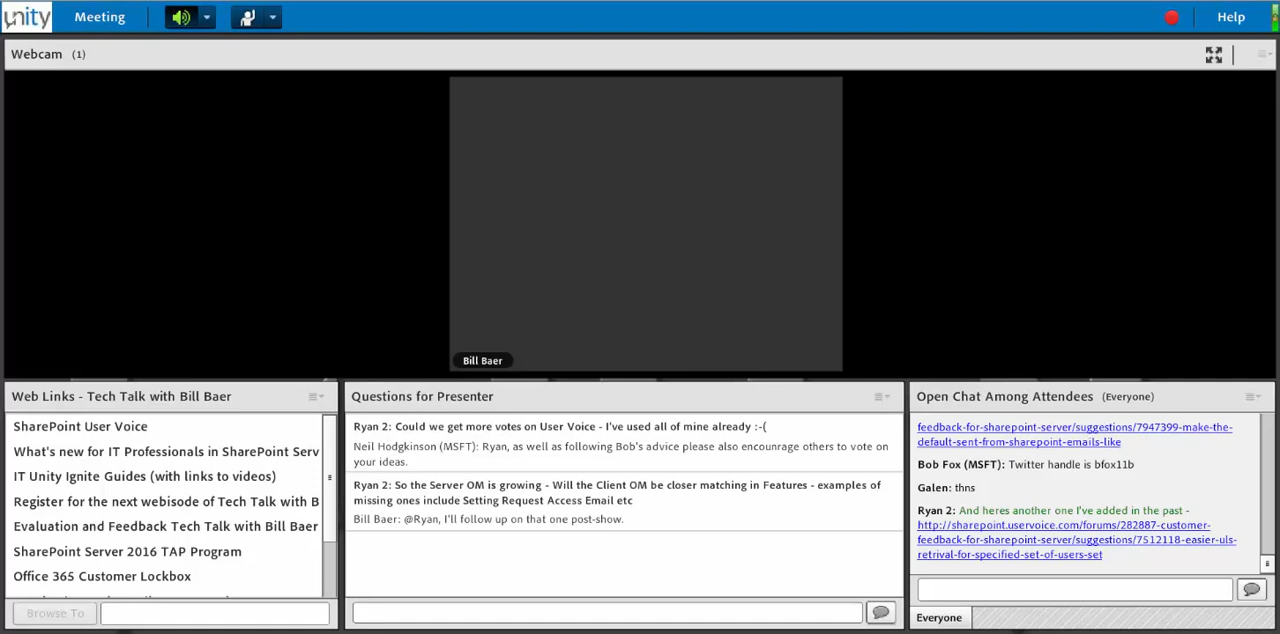 unity Meeting Help
Webcam (1)
Bill Baer
Web Links - Tech Talk with Bill Baer
SharePoint User Voice
What's new for IT Professionals in SharePoint Serv
IT Unity Ignite Guides (with links to videos)
Register for the next webisode of Tech Talk with B
Evaluation and Feedback Tech Talk with Bill Baer
SharePoint Server 2016 TAP Program
Office 365 Customer Lockbox
Browse To
Questions for Presenter
Ryan 2: Could we get more votes on User Voice - I've used all of mine already :-(
Neil Hodgkinson (MSFT): Ryan, as well as following Bob's advice please also encourage others to vote on
your ideas.
Ryan 2: So the Server OM is growing - Will the Client OM be closer matching in Features - examples of
missing ones include Setting Request Access Email etc
Bill Baer: @Ryan, I'll follow up on that one post-show.
Open Chat Among Attendees (Everyone)
feedback-for-sharepoint-server/suggestions/7947399-make-the-
default-sent-from-sharepoint-emails-like
Bob Fox (MSFT): Twitter handle is bfox11b
Galen: thns
Ryan 2: And heres another one I've added in the past -
http://sharepoint.uservoice.com/forums/282887-customer-
feedback-for-sharepoint-server/suggestions/7512118-easier-uls-
retrival-for-specified-set-of-users-set
Everyone